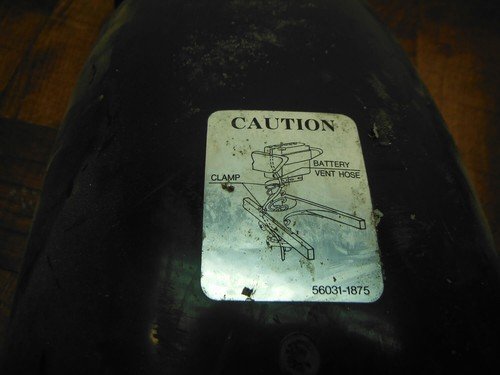 CAUTION
BATTERY
VENT HOSE
CLAMP
56031-1875